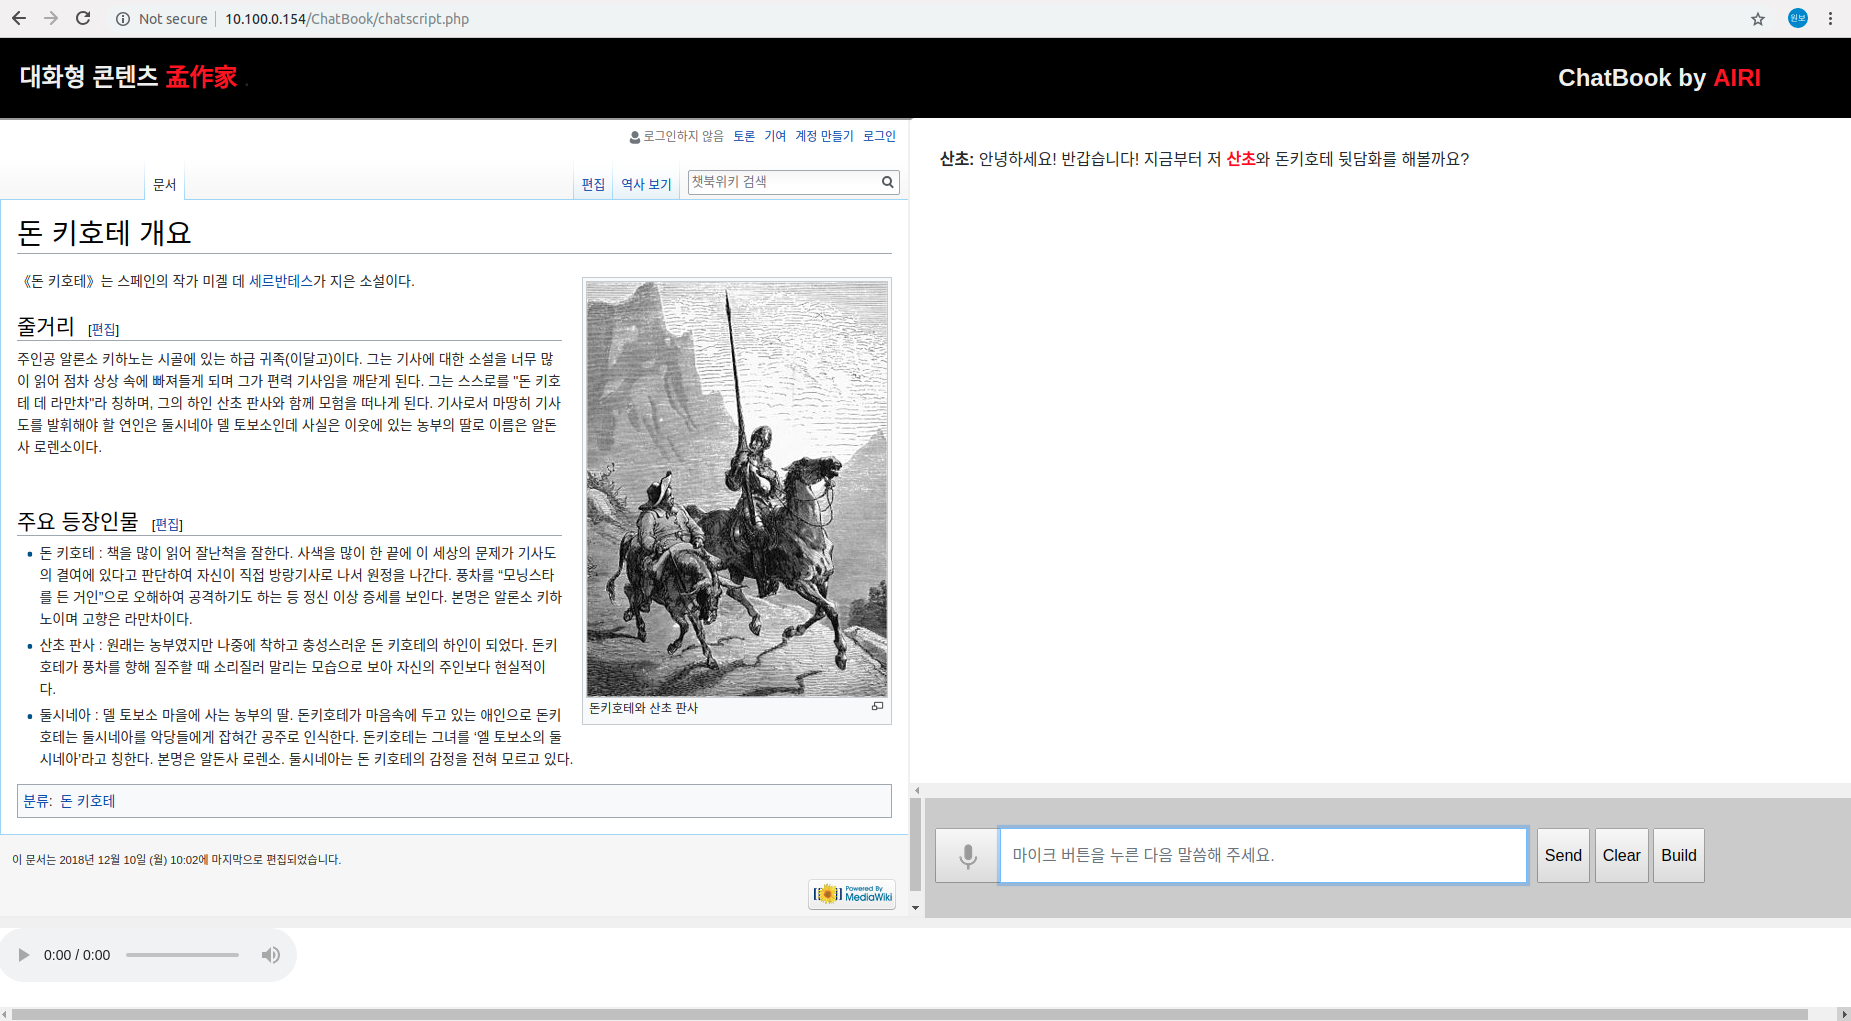 Not secure
10.100.0.154/ChatBook/chatscript.php
원보
대화형 콘텐츠 孟作家 .
ChatBook by AIRI
로그인하지 않음 토론 기여 계정 만들기 로그인
문서
편집 역사 보기
챗북위키 검색
돈 키호테 개요
《돈 키호테》는 스페인의 작가 미겔 데 세르반테스가 지은 소설이다.
줄거리 [편집]
주인공 알론소 키하노는 시골에 있는 하급 귀족(이달고)이다. 그는 기사에 대한 소설을 너무 많
이 읽어 점차 상상 속에 빠져들게 되며 그가 편력 기사임을 깨닫게 된다. 그는 스스로를 "돈 키호
테 데 라만차"라 칭하며, 그의 하인 산초 판사와 함께 모험을 떠나게 된다. 기사로서 마땅히 기사
도를 발휘해야 할 연인은 둘시네아 델 토보소인데 사실은 이웃에 있는 농부의 딸로 이름은 알돈
사 로렌소이다.
주요 등장인물 [편집]
돈 키호테 : 책을 많이 읽어 잘난척을 잘한다. 사색을 많이 한 끝에 이 세상의 문제가 기사도
의 결여에 있다고 판단하여 자신이 직접 방랑기사로 나서 원정을 나간다. 풍차를 “모닝스타
를 든 거인”으로 오해하여 공격하기도 하는 등 정신 이상 증세를 보인다. 본명은 알론소 키하
노이며 고향은 라만차이다.
산초 판사 : 원래는 농부였지만 나중에 착하고 충성스러운 돈 키호테의 하인이 되었다. 돈키
호테가 풍차를 향해 질주할 때 소리질러 말리는 모습으로 보아 자신의 주인보다 현실적이
다.
둘시네아 : 델 토보소 마을에 사는 농부의 딸. 돈키호테가 마음속에 두고 있는 애인으로 돈키
호테는 둘시네아를 악당들에게 잡혀간 공주로 인식한다. 돈키호테는 그녀를 ‘엘 토보소의 둘
시네아’라고 칭한다. 본명은 알돈사 로렌소. 둘시네아는 돈 키호테의 감정을 전혀 모르고 있다.
돈키호테와 산초 판사
분류: 돈 키호테
이 문서는 2018년 12월 10일 (월) 10:02에 마지막으로 편집되었습니다.
Powered By
MediaWiki
산초: 안녕하세요! 반갑습니다! 지금부터 저 산초와 돈키호테 뒷담화를 해볼까요?
마이크 버튼을 누른 다음 말씀해 주세요.
Send
Clear
Build
0:00 / 0:00